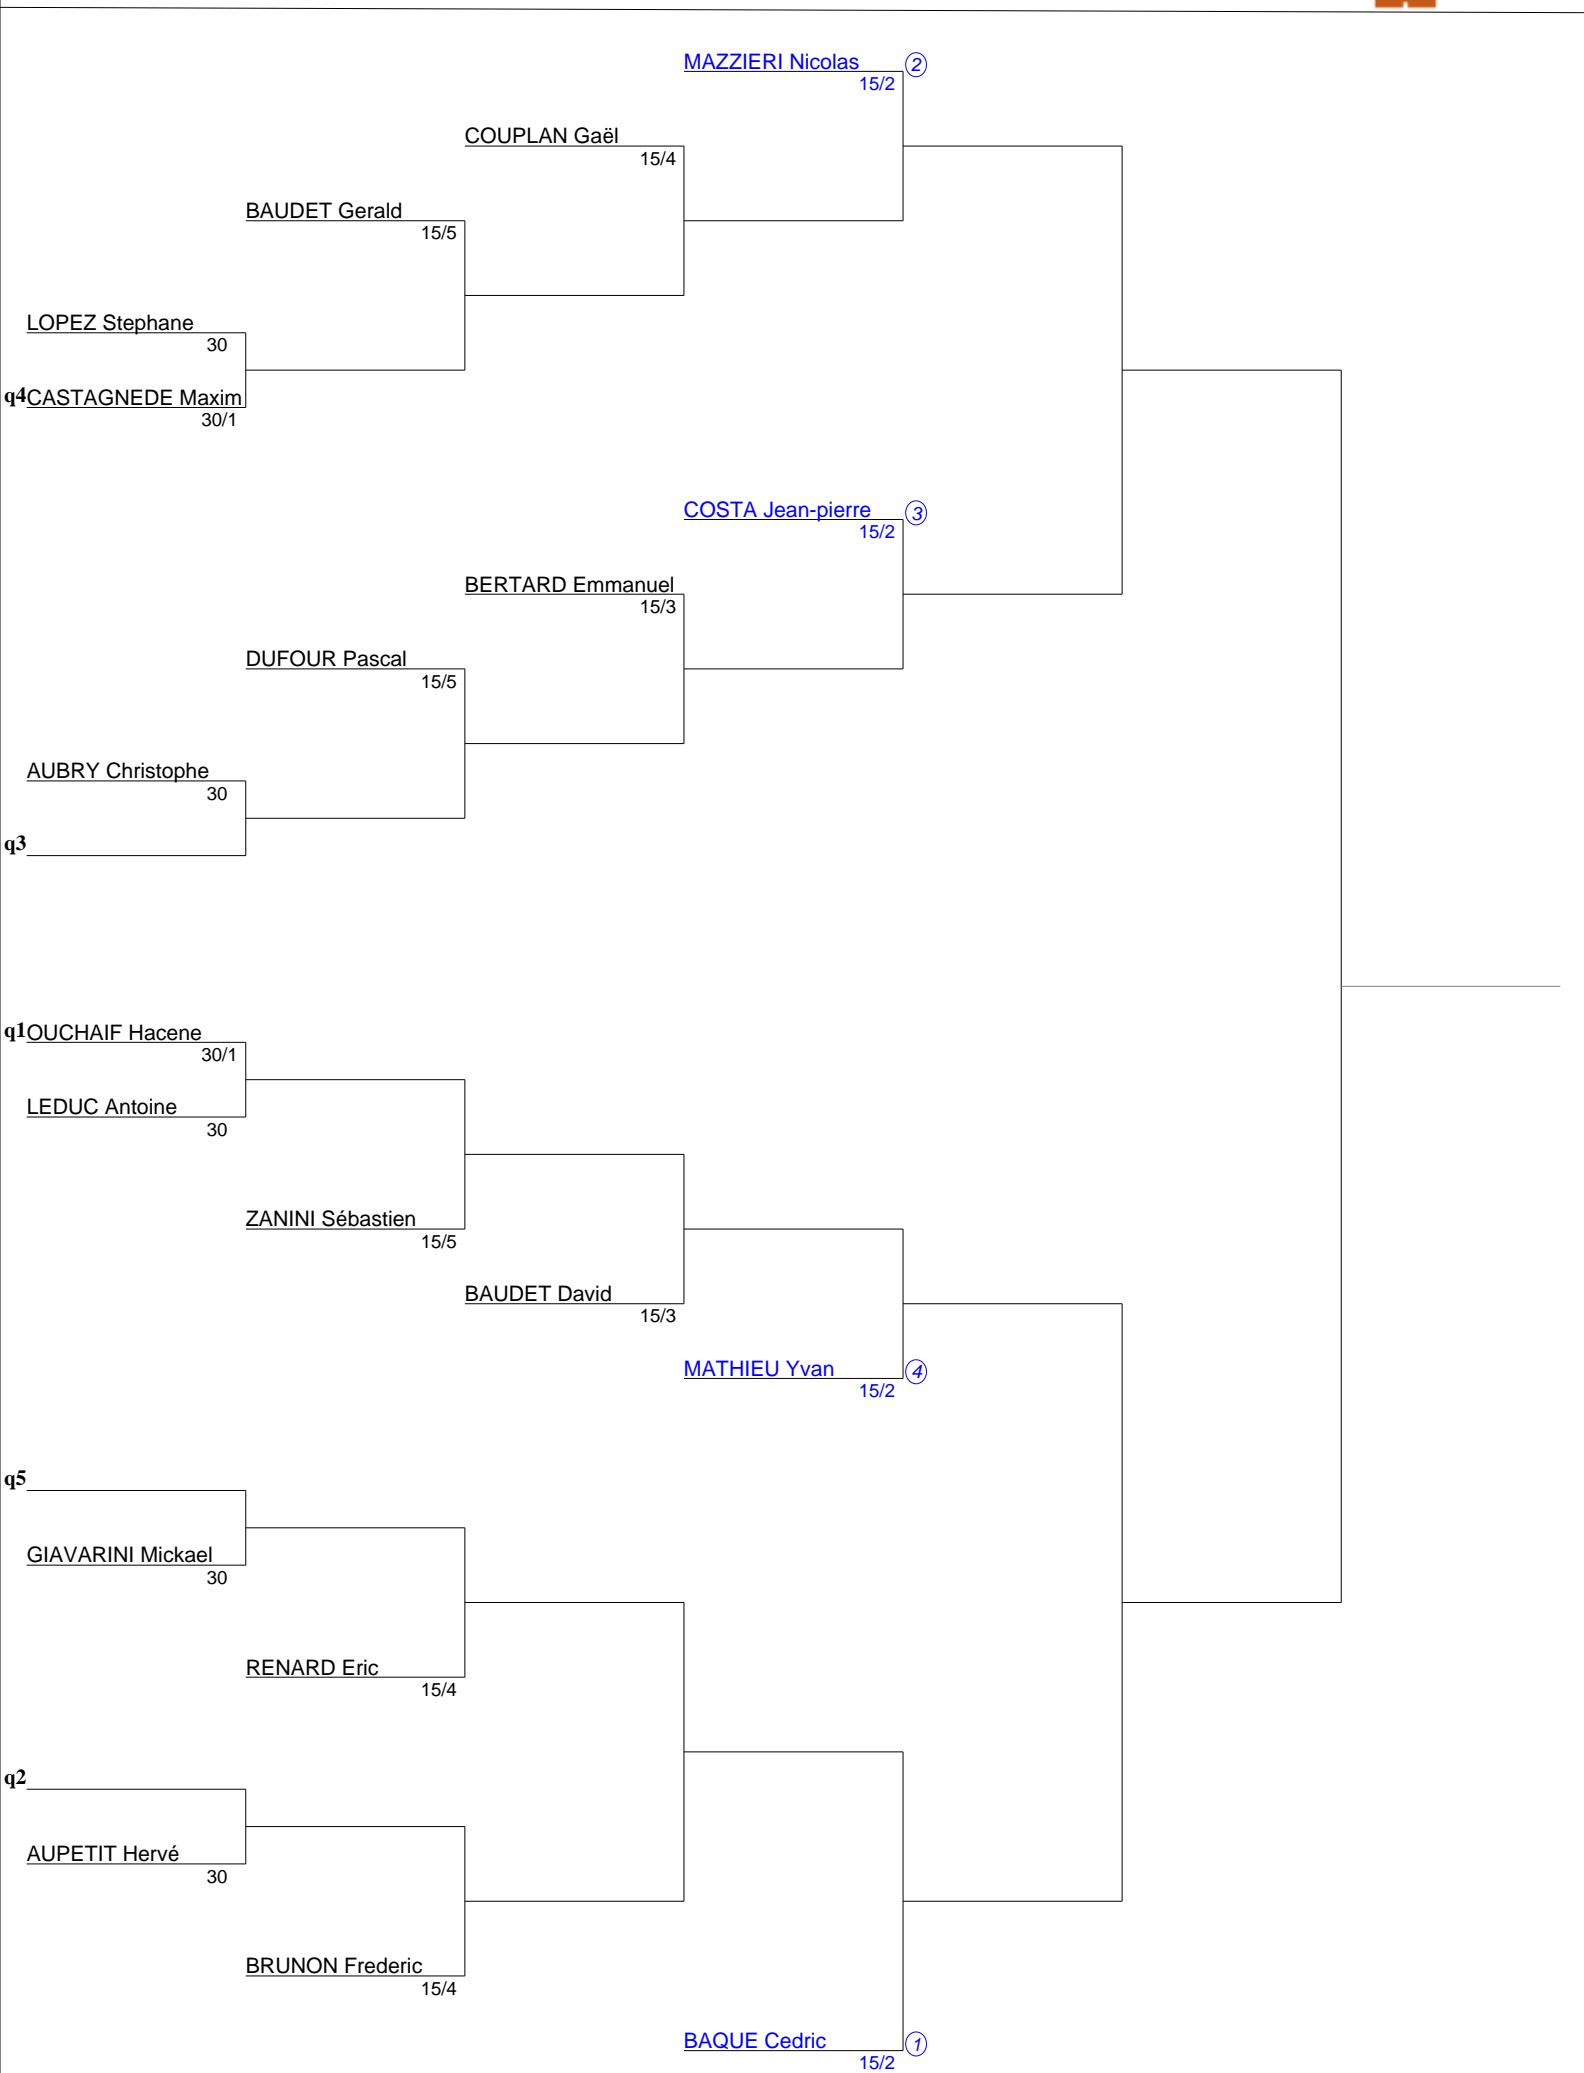 MAZZIERI Nicolas 2
15/2
COUPLAN Gaël
15/4
BAUDET Gerald
15/5
LOPEZ Stephane
30
q4 CASTAGNEDE Maxim
30/1
COSTA Jean-pierre 3
15/2
BERTARD Emmanuel
15/3
DUFOUR Pascal
15/5
AUBRY Christophe
30
q3
q1 OUCHAIF Hacene
30/1
LEDUC Antoine
30
ZANINI Sébastien
15/5
BAUDET David
15/3
MATHIEU Yvan 4
15/2
q5
GIAVARINI Mickael
30
RENARD Eric
15/4
q2
AUPETIT Hervé
30
BRUNON Frederic
15/4
BAQUE Cedric 1
15/2